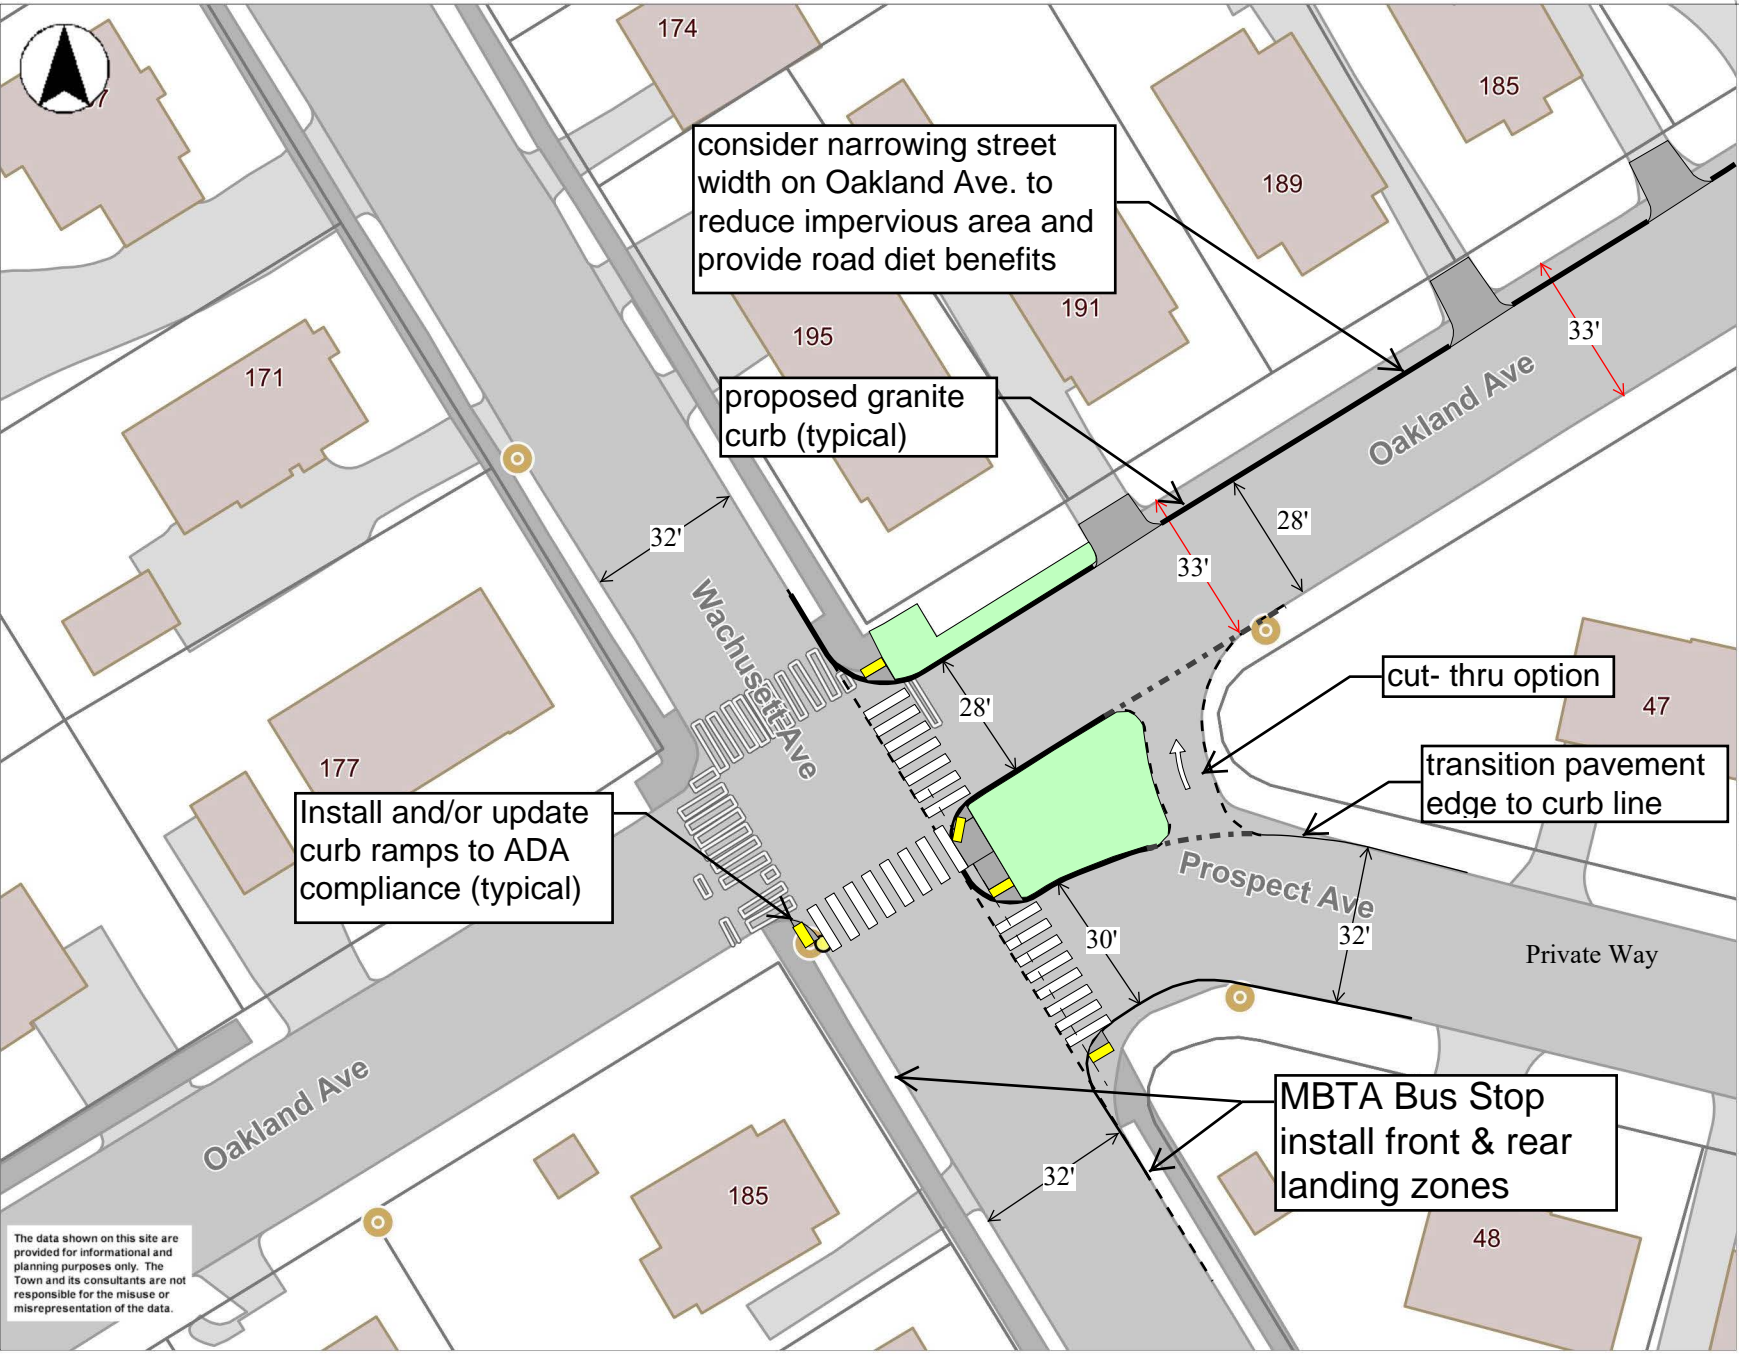 174
185
7
consider narrowing street
width on Oakland Ave. to
reduce impervious area and
provide road diet benefits
189
191
33'
195
171
proposed granite
curb (typical)
Oakland Ave
28'
32'
33'
Wachusett Ave
cut- thru option
28'
47
177
transition pavement
edge to curb line
Install and/or update
curb ramps to ADA
compliance (typical)
Prospect Ave
30'
32'
Private Way
Oakland Ave
MBTA Bus Stop
install front & rear
landing zones
32'
185
48
The data shown on this site are
provided for informational and
planning purposes only. The
Town and its consultants are not
responsible for the misuse or
misrepresentation of the data.